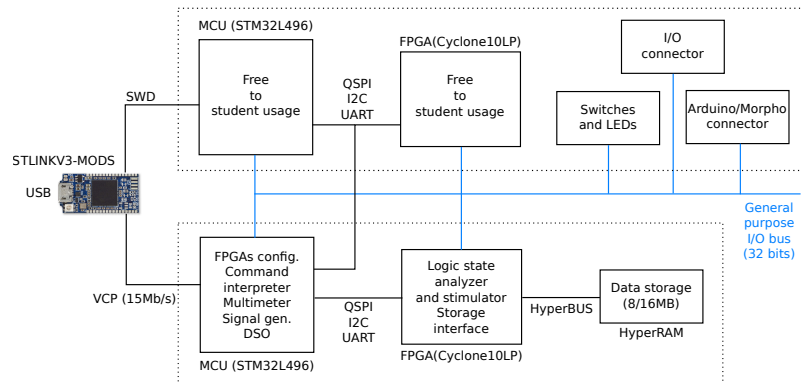 MCU (STM32L496)
Free
to
student usage
FPGA(Cyclone10LP)
Free
to
student usage
I/O
connector
QSPI
I2C
UART
SWD
Switches
and LEDs
Arduino/Morpho
connector
STLINKV3-MODS
USB
General
purpose
I/O bus
(32 bits)
VCP (15Mb/s)
FPGAs config.
Command
interpreter
Multimeter
Signal gen.
DSO
MCU (STM32L496)
QSPI
I2C
UART
Logic state
analyzer
and stimulator
Storage
interface
FPGA(Cyclone10LP)
HyperBUS
Data storage
(8/16MB)
HyperRAM